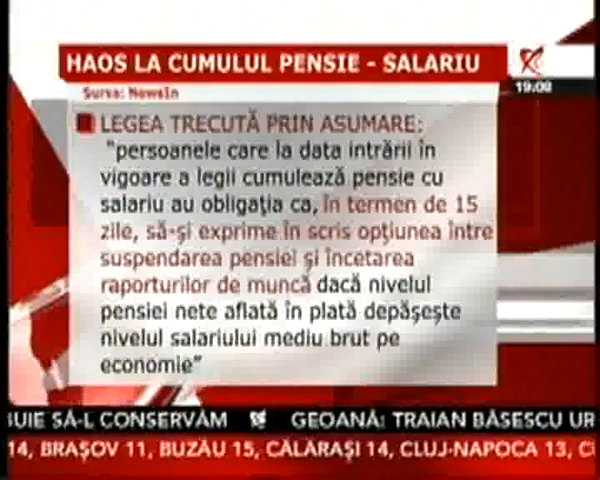 HAOS LA CUMULUL PENSIE - SALARIU
Sursa: NewsIn
19.08
LEGEA TRECUTĂ PRIN ASUMARE:
"persoanele care la data intrării în
vigoare a legii cumulează pensie cu
salariu au obligația ca, în termen de 15
zile, să-și exprime în scris opțiunea între
suspendarea pensiei și încetarea
raporturilor de muncă dacă nivelul
pensiei nete aflată în plată depășește
nivelul salariului mediu brut pe
economie"
BUIE SĂ-L CONSERVĂM GEOANĂ: TRAIAN BĂSESCU UR
14, BRAȘOV 11, BUZĂU 15, CĂLĂRAȘI 14, CLUJ-NAPOCA 13, C